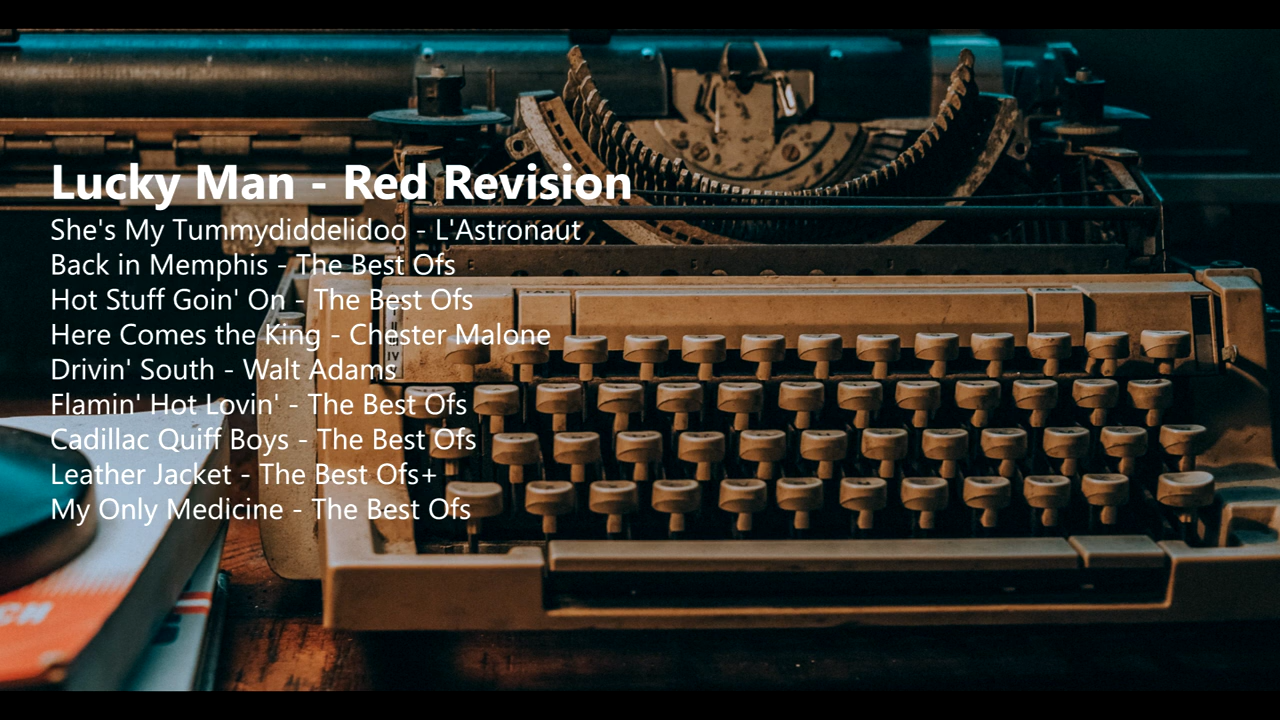 Lucky Man - Red Revision
She's My Tummydiddelidoo - L'Astronaut
Back in Memphis - The Best Ofs
Hot Stuff Goin' On - The Best Ofs
Here Comes the King - Chester Malone
Drivin' South - Walt Adams
Flamin' Hot Lovin' - The Best Ofs
Cadillac Quiff Boys - The Best Ofs
Leather Jacket - The Best Ofs+
My Only Medicine - The Best Ofs
IV
CH